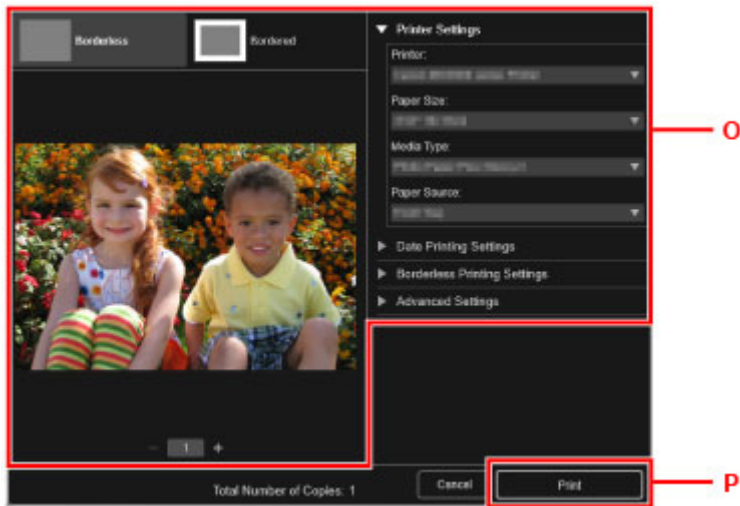 Borderless
Bordered
Printer Settings
Printer:
Paper Size:
Media Type:
Paper Source:
Date Printing Settings
Borderless Printing Settings
Advanced Settings
O
− 1 +
Total Number of Copies: 1
Cancel
Print
P